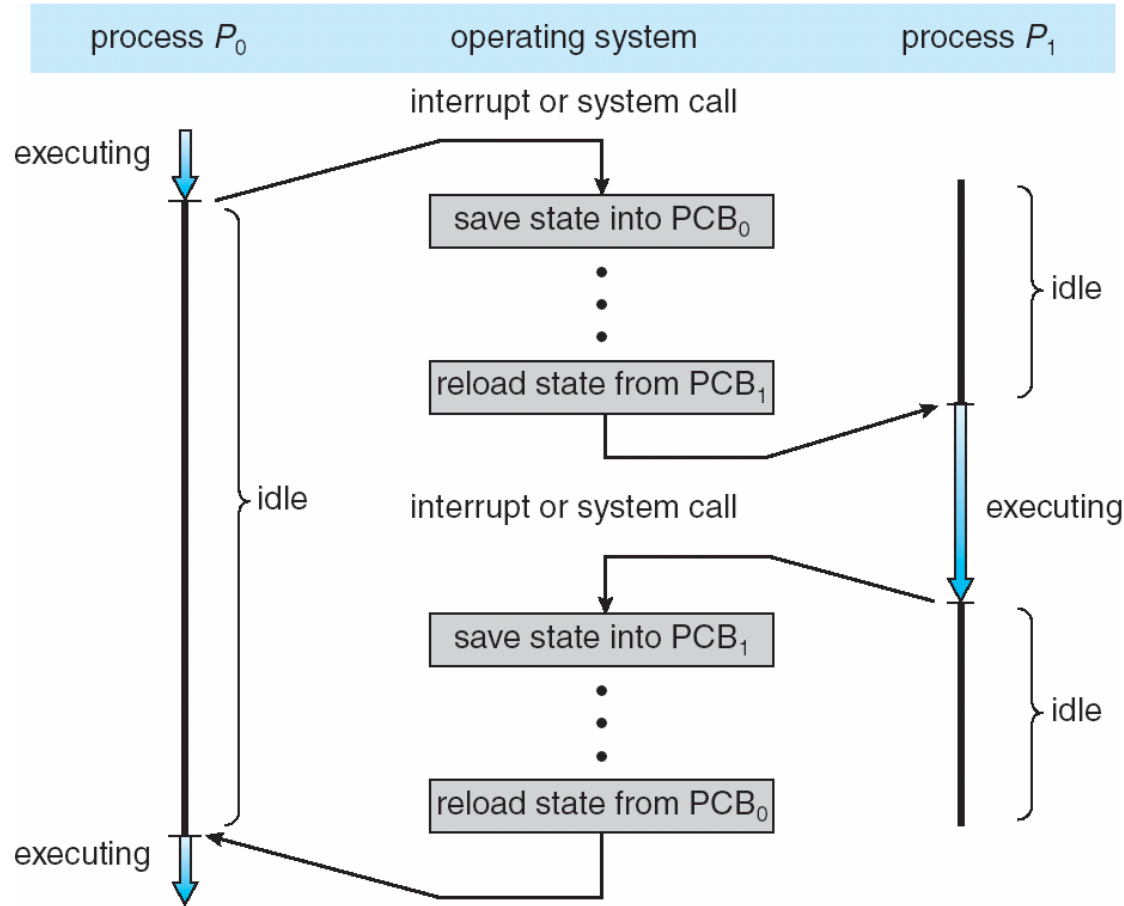 process P₀
operating system
process P₁
interrupt or system call
executing
save state into PCB₀
idle
reload state from PCB₁
idle
interrupt or system call
executing
save state into PCB₁
idle
reload state from PCB₀
executing